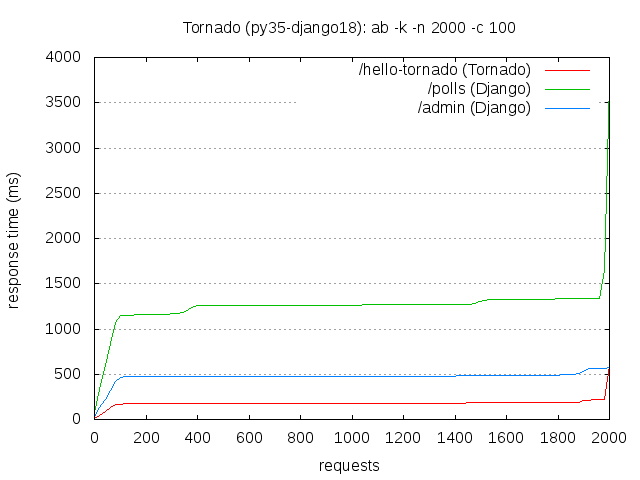 Tornado (py35-django18): ab -k -n 2000 -c 100
4000
3500
3000
2500
2000
1500
1000
500
0
response time (ms)
/hello-tornado (Tornado)
/polls (Django)
/admin (Django)
0 200 400 600 800 1000 1200 1400 1600 1800 2000
requests